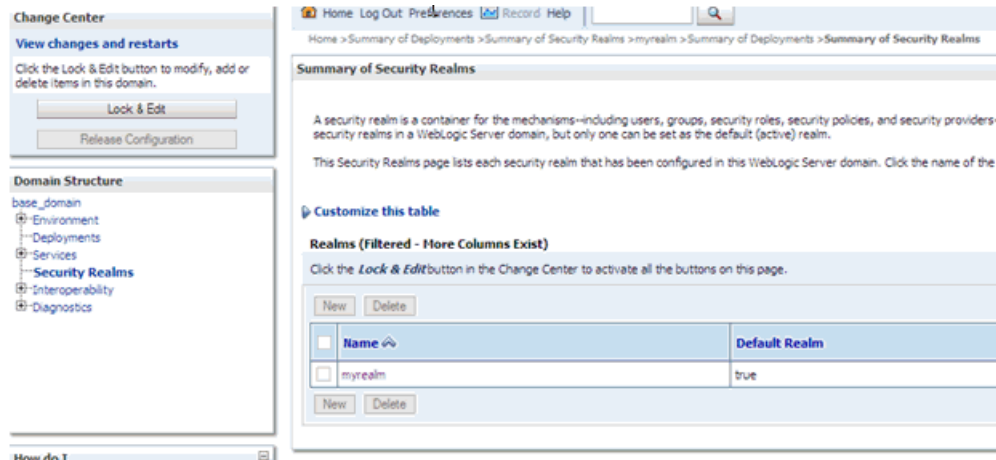 Change Center
View changes and restarts
Click the Lock & Edit button to modify, add or
delete items in this domain.
Lock & Edit
Release Configuration
Domain Structure
base_domain
Environment
Deployments
Services
Security Realms
Interoperability
Diagnostics
How do I
Home Log Out Preferences Record Help
Home >Summary of Deployments >Summary of Security Realms >myrealm >Summary of Deployments >Summary of Security Realms
Summary of Security Realms
A security realm is a container for the mechanisms--including users, groups, security roles, security policies, and security providers-
security realms in a WebLogic Server domain, but only one can be set as the default (active) realm.
This Security Realms page lists each security realm that has been configured in this WebLogic Server domain. Click the name of the
Customize this table
Realms (Filtered - More Columns Exist)
Click the Lock & Edit button in the Change Center to activate all the buttons on this page.
New Delete
Name Default Realm
myrealm true
New Delete